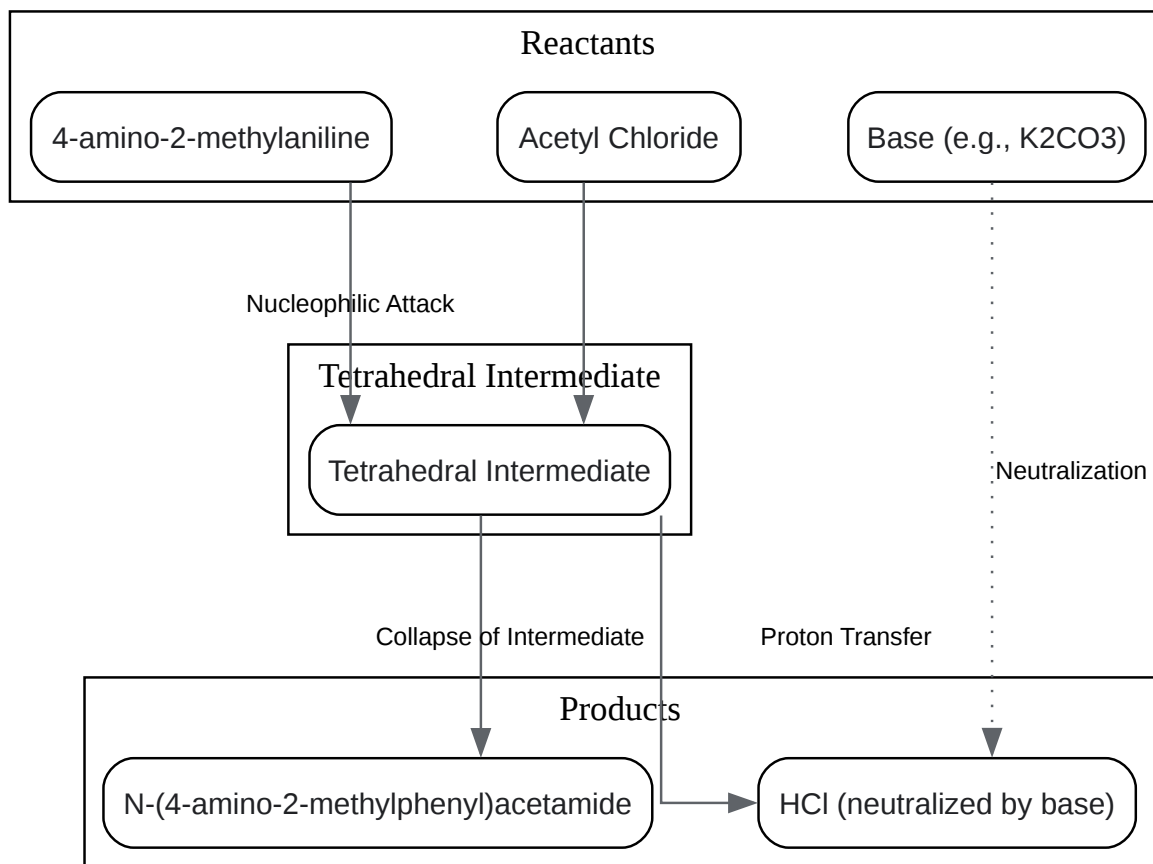 Reactants
4-amino-2-methylaniline
Acetyl Chloride
Base (e.g., K2CO3)
Nucleophilic Attack
Tetrahedral Intermediate
Tetrahedral Intermediate
Neutralization
Collapse of Intermediate
Proton Transfer
Products
N-(4-amino-2-methylphenyl)acetamide
HCl (neutralized by base)